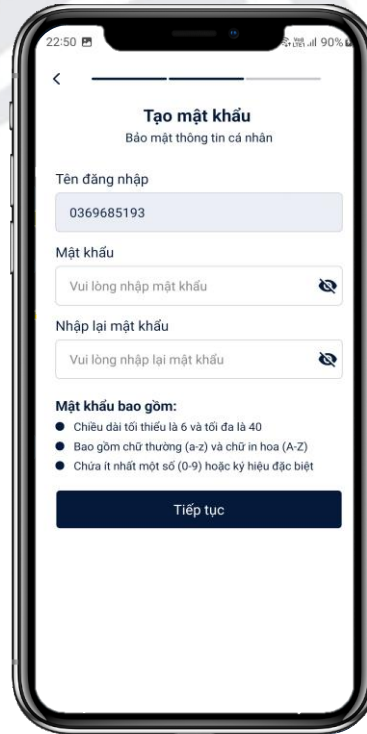 22:50
90%
Tạo mật khẩu
Bảo mật thông tin cá nhân
Tên đăng nhập
0369685193
Mật khẩu
Vui lòng nhập mật khẩu
Nhập lại mật khẩu
Vui lòng nhập lại mật khẩu
Mật khẩu bao gồm:
Chiều dài tối thiểu là 6 và tối đa là 40
Bao gồm chữ thường (a-z) và chữ in hoa (A-Z)
Chứa ít nhất một số (0-9) hoặc ký hiệu đặc biệt
Tiếp tục